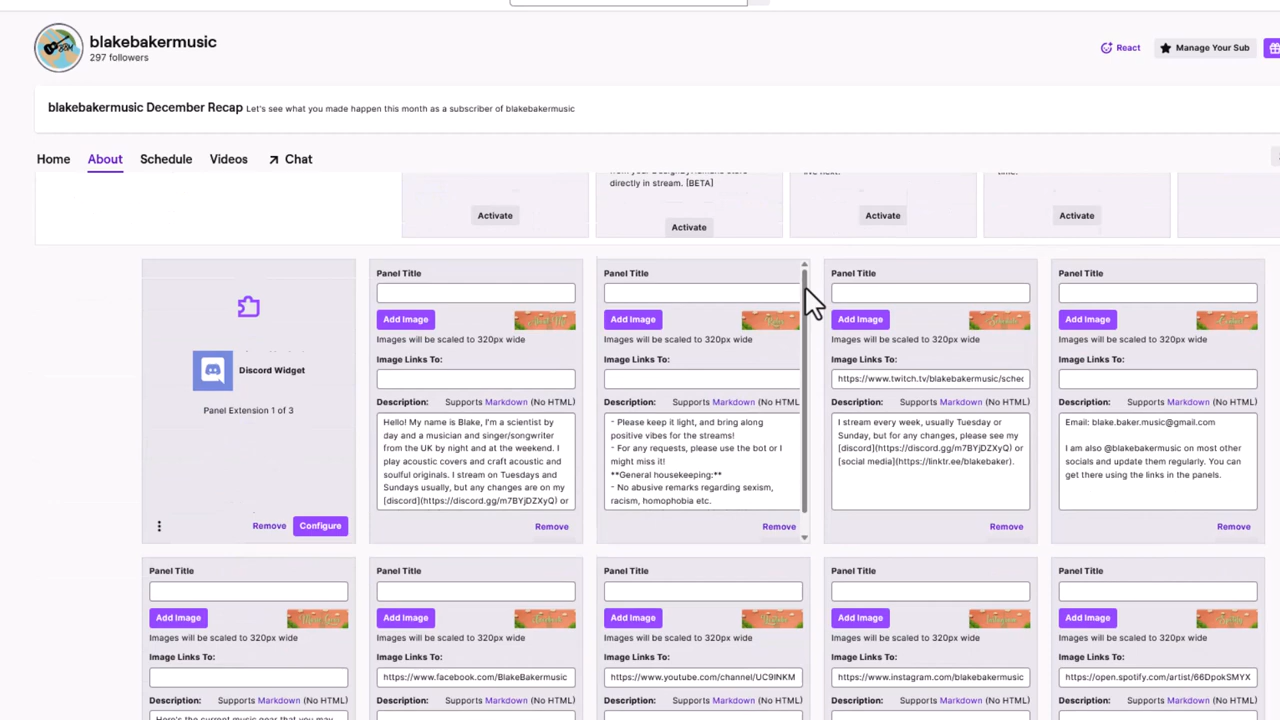 blakebakermusic
297 followers
React
Manage Your Sub
blakebakermusic December Recap Let's see what you made happen this month as a subscriber of blakebakermusic
Home
About
Schedule
Videos
Chat
directly in stream. [BETA]
Activate
Activate
Activate
Activate
Discord Widget
Panel Extension 1 of 3
Remove
Configure
Panel Title
Add Image
Images will be scaled to 320px wide
Image Links To:
Description: Supports Markdown (No HTML)
Hello! My name is Blake, I'm a scientist by
day and a musician and singer/songwriter
from the UK by night and at the weekend. I
play acoustic covers and craft acoustic and
soulful originals. I stream on Tuesdays and
Sundays usually, but any changes are on my
[discord](https://discord.gg/m7BYjDZXyQ) or
Remove
Panel Title
Add Image
Images will be scaled to 320px wide
Image Links To:
Description: Supports Markdown (No HTML
- Please keep it light, and bring along
positive vibes for the streams!
- For any requests, please use the bot or I
might miss it!
**General housekeeping:**
- No abusive remarks regarding sexism,
racism, homophobia etc.
Remove
Panel Title
Add Image
Images will be scaled to 320px wide
Image Links To:
https://www.twitch.tv/blakebakermusic/sche
Description: Supports Markdown (No HTML)
I stream every week, usually Tuesday or
Sunday, but for any changes, please see my
[discord](https://discord.gg/m7BYjDZXyQ) or
[social media](https://linktr.ee/blakebaker).
Remove
Panel Title
Add Image
Images will be scaled to 320px wide
Image Links To:
Description: Supports Markdown (No HTML)
Email: blake.baker.music@gmail.com
I am also @blakebakermusic on most other
socials and update them regularly. You can
get there using the links in the panels.
Remove
Panel Title
Add Image
Images will be scaled to 320px wide
Image Links To:
Description: Supports Markdown (No HTML)
Here's the current music gear that you may
Panel Title
Add Image
Images will be scaled to 320px wide
Image Links To:
https://www.facebook.com/BlakeBakermusic
Description: Supports Markdown (No HTML)
Panel Title
Add Image
Images will be scaled to 320px wide
Image Links To:
https://www.youtube.com/channel/UC9INKM
Description: Supports Markdown (No HTML)
Panel Title
Add Image
Images will be scaled to 320px wide
Image Links To:
https://www.instagram.com/blakebakermusic
Description: Supports Markdown (No HTML)
Panel Title
Add Image
Images will be scaled to 320px wide
Image Links To:
https://open.spotify.com/artist/66DpokSMYX
Description: Supports Markdown (No HTML)